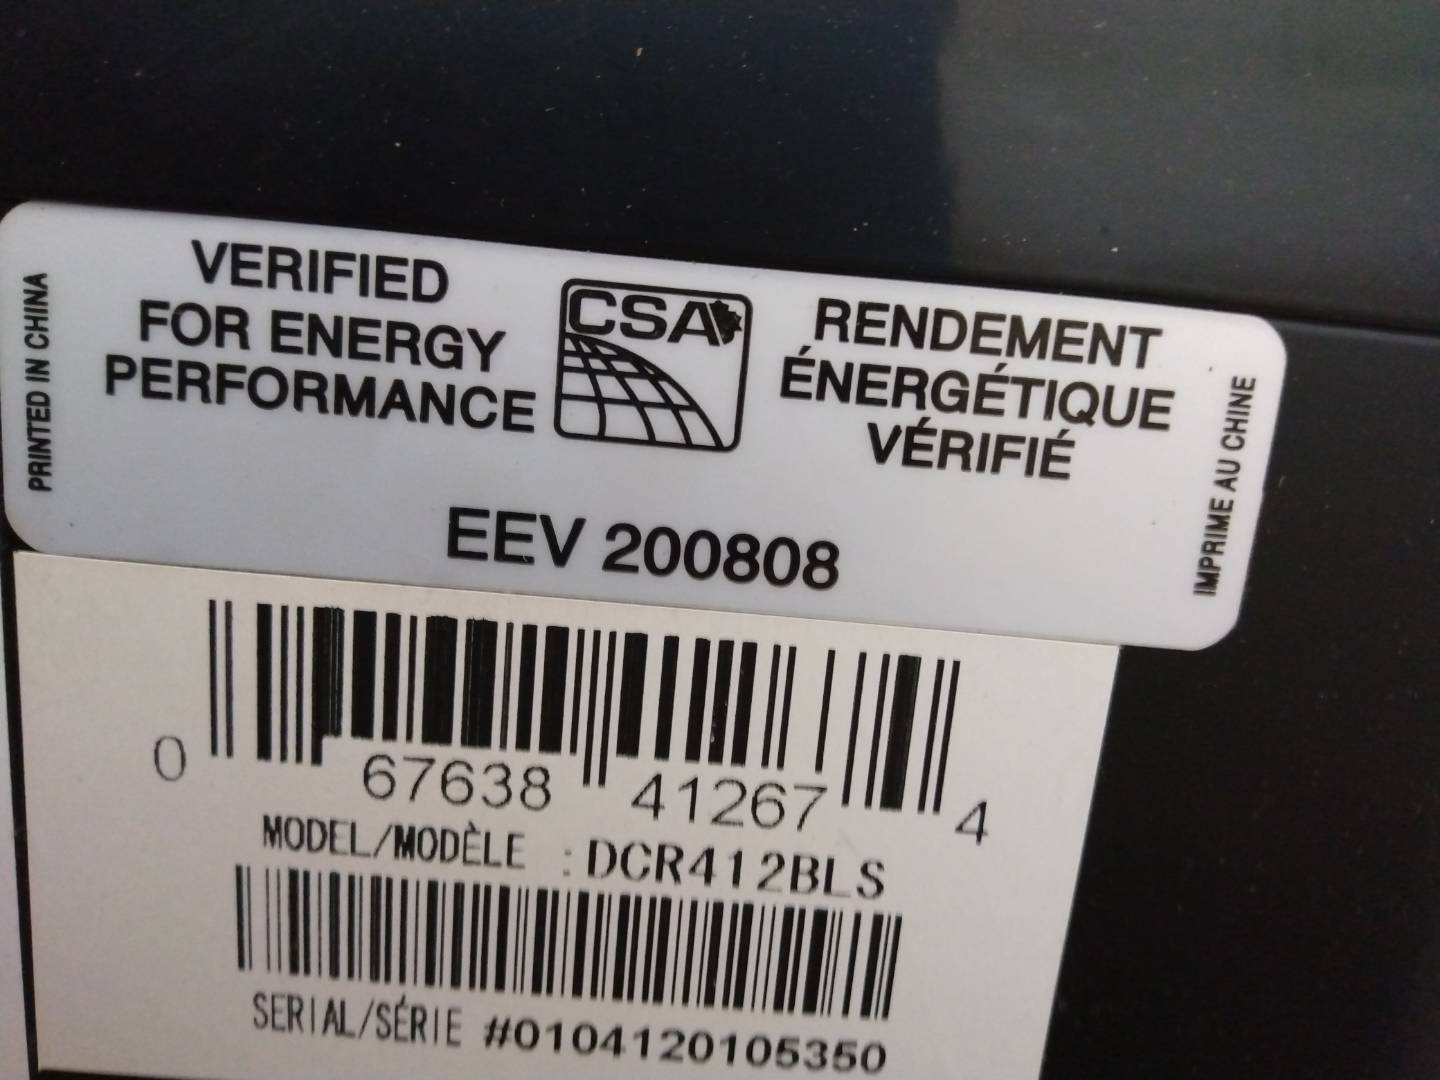 PRINTED IN CHINA
VERIFIED
FOR ENERGY
PERFORMANCE
CSA
RENDEMENT
ÉNERGÉTIQUE
VÉRIFIÉ
IMPRIME AU CHINE
EEV 200808
0 67638 41267 4
MODEL/MODÈLE : DCR412BLS
SERIAL/SÉRIE #0104120105350